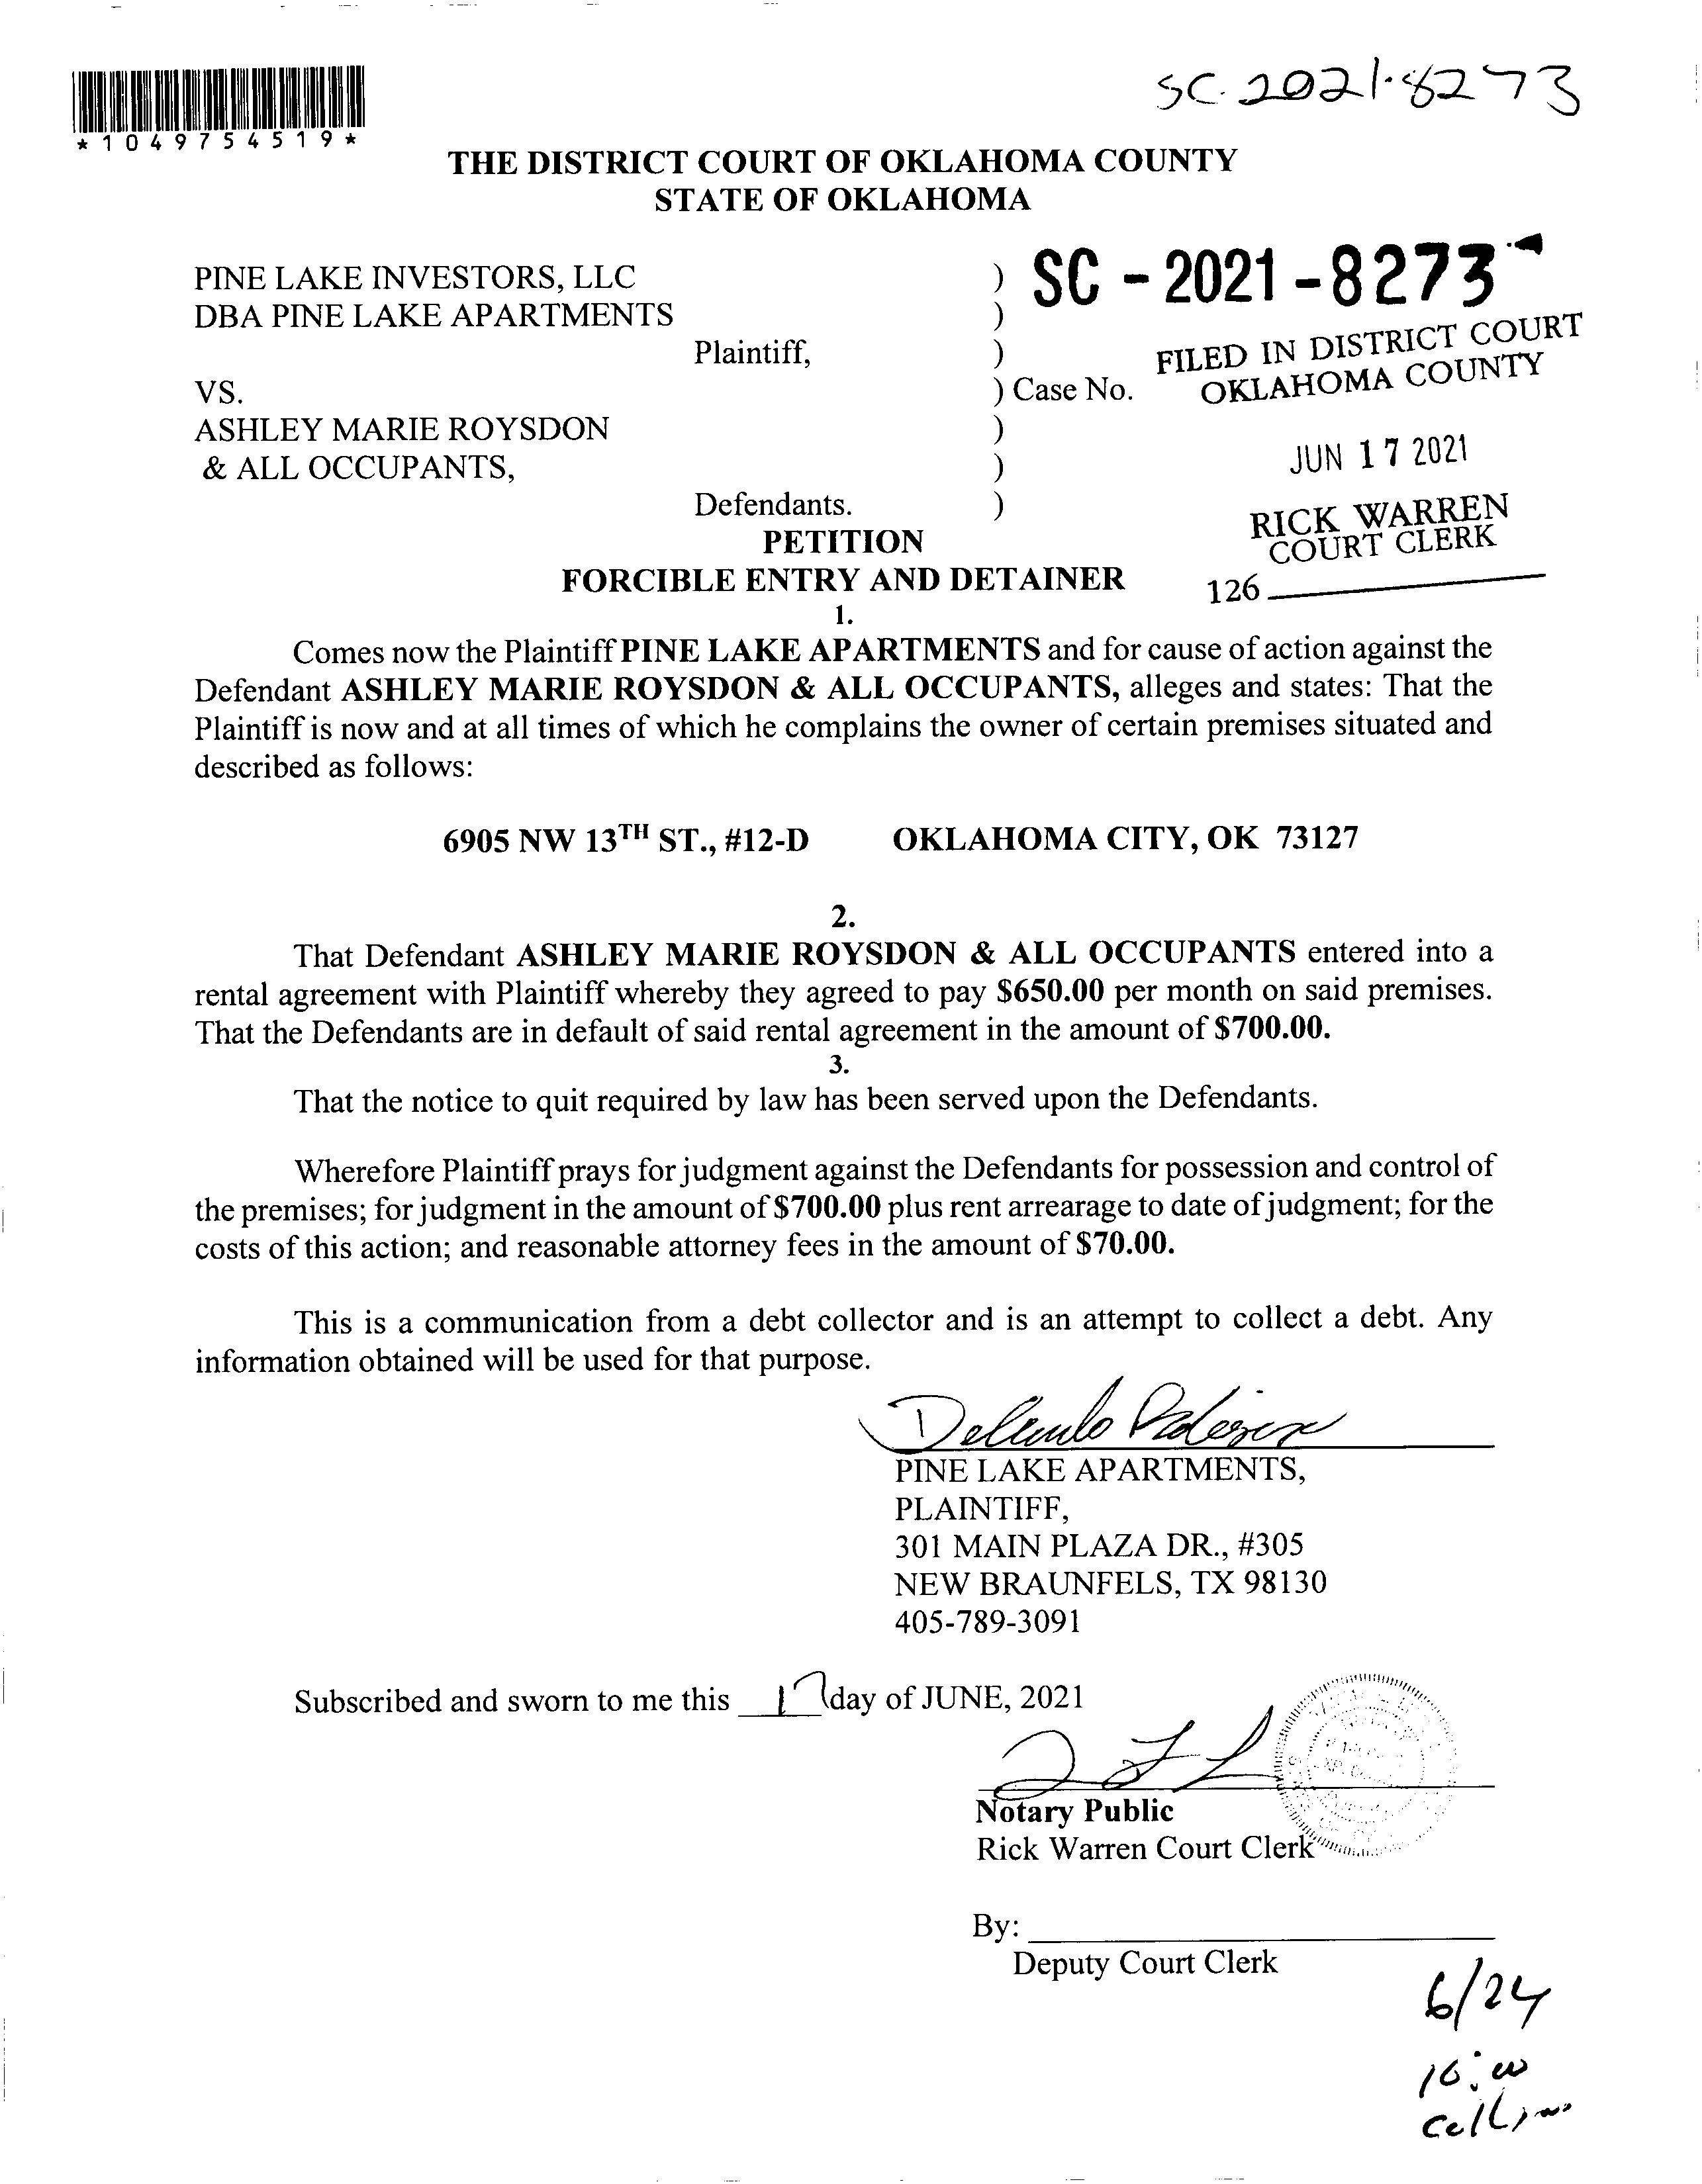 SC-2021-8273
*1049754519*
THE DISTRICT COURT OF OKLAHOMA COUNTY
STATE OF OKLAHOMA
PINE LAKE INVESTORS, LLC ) SC - 2021 - 8273
DBA PINE LAKE APARTMENTS )
Plaintiff, ) FILED IN DISTRICT COURT
VS. ) Case No. OKLAHOMA COUNTY
ASHLEY MARIE ROYSDON )
& ALL OCCUPANTS, ) JUN 17 2021
Defendants. )
RICK WARREN
COURT CLERK
126
PETITION
FORCIBLE ENTRY AND DETAINER
1.
Comes now the Plaintiff PINE LAKE APARTMENTS and for cause of action against the
Defendant ASHLEY MARIE ROYSDON & ALL OCCUPANTS, alleges and states: That the
Plaintiff is now and at all times of which he complains the owner of certain premises situated and
described as follows:
6905 NW 13TH ST., #12-D OKLAHOMA CITY, OK 73127
2.
That Defendant ASHLEY MARIE ROYSDON & ALL OCCUPANTS entered into a
rental agreement with Plaintiff whereby they agreed to pay $650.00 per month on said premises.
That the Defendants are in default of said rental agreement in the amount of $700.00.
3.
That the notice to quit required by law has been served upon the Defendants.
Wherefore Plaintiff prays for judgment against the Defendants for possession and control of
the premises; for judgment in the amount of $700.00 plus rent arrearage to date of judgment; for the
costs of this action; and reasonable attorney fees in the amount of $70.00.
This is a communication from a debt collector and is an attempt to collect a debt. Any
information obtained will be used for that purpose.
PINE LAKE APARTMENTS,
PLAINTIFF,
301 MAIN PLAZA DR., #305
NEW BRAUNFELS, TX 98130
405-789-3091
Subscribed and sworn to me this 17 day of JUNE, 2021
Notary Public
Rick Warren Court Clerk
By:
Deputy Court Clerk
6/24